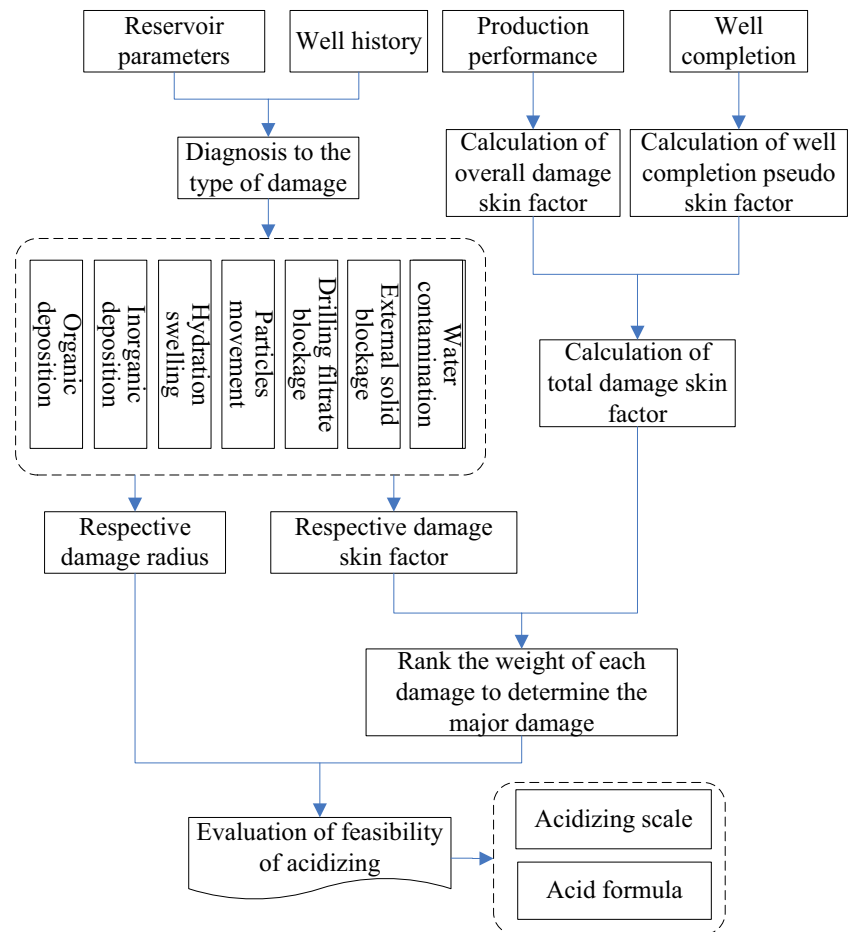 Reservoir
parameters
Well history
Production
performance
Well
completion
Diagnosis to the
type of damage
Calculation of
overall damage
skin factor
Calculation of well
completion pseudo
skin factor
Organic
deposition
Inorganic
deposition
Hydration
swelling
Particles
movement
Drilling filtrate
blockage
External solid
blockage
Water
contamination
Calculation of
total damage skin
factor
Respective
damage radius
Respective damage
skin factor
Rank the weight of each
damage to determine the
major damage
Evaluation of feasibility
of acidizing
Acidizing scale
Acid formula